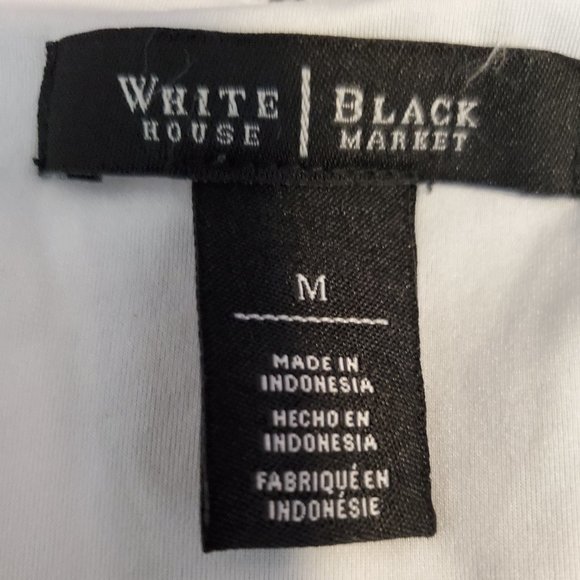 WHITE | BLACK
HOUSE | MARKET
M
MADE IN
INDONESIA
HECHO EN
INDONESIA
FABRIQUÉ EN
INDONÉSIE